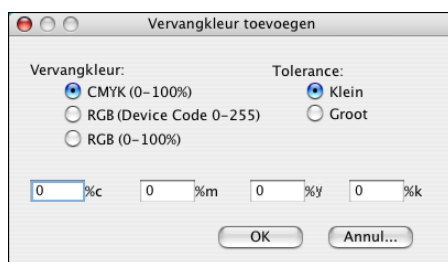 Vervangkleur toevoegen
Vervangkleur:
CMYK (0-100%)
RGB (Device Code 0-255)
RGB (0-100%)
Tolerance:
Klein
Groot
0 %c 0 %m 0 %y 0 %k
OK Annul...